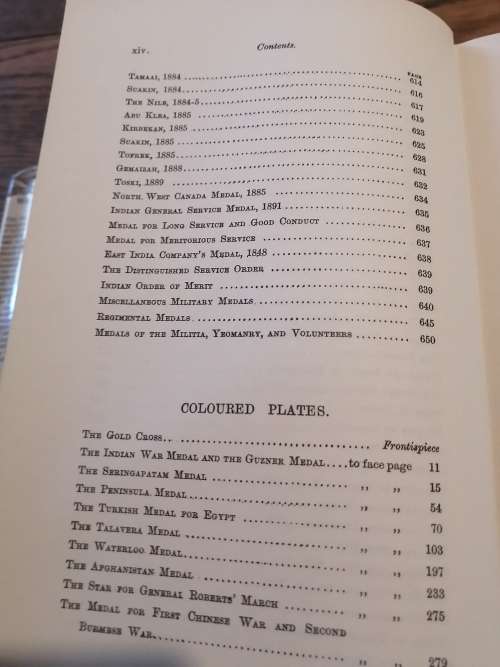 xiv.
Contents.
PAGE
Tamaai, 1884 ........................ 614
Suakin, 1884 ........................ 616
The Nile, 1884-5 ........................ 617
Abu Klea, 1885 ........................ 619
Kirbekan, 1885 ........................ 623
Suakin, 1885 ........................ 625
Tofrek, 1885 ........................ 628
Gemaizah, 1888 ........................ 631
Toski, 1889 ........................ 632
North West Canada Medal, 1885 ........................ 634
Indian General Service Medal, 1891 ........................ 635
Medal for Long Service and Good Conduct ........................ 636
Medal for Meritorious Service ........................ 637
East India Company's Medal, 1848 ........................ 638
The Distinguished Service Order ........................ 639
Indian Order of Merit ........................ 639
Miscellaneous Military Medals ........................ 640
Regimental Medals ........................ 645
Medals of the Militia, Yeomanry, and Volunteers .......... 650
COLOURED PLATES.
The Gold Cross ........................ Frontispiece
The Indian War Medal and the Guzner Medal .... to face page 11
The Seringapatam Medal ........................ ,, ,, 15
The Peninsula Medal ........................ ,, ,, 54
The Turkish Medal for Egypt ........................ ,, ,, 70
The Talavera Medal ........................ ,, ,, 103
The Waterloo Medal ........................ ,, ,, 197
The Afghanistan Medal ........................ ,, ,, 233
The Star for General Roberts' March .......... ,, ,, 275
The Medal for First Chinese War and Second
Burmese War ........................ ,, ,, 279